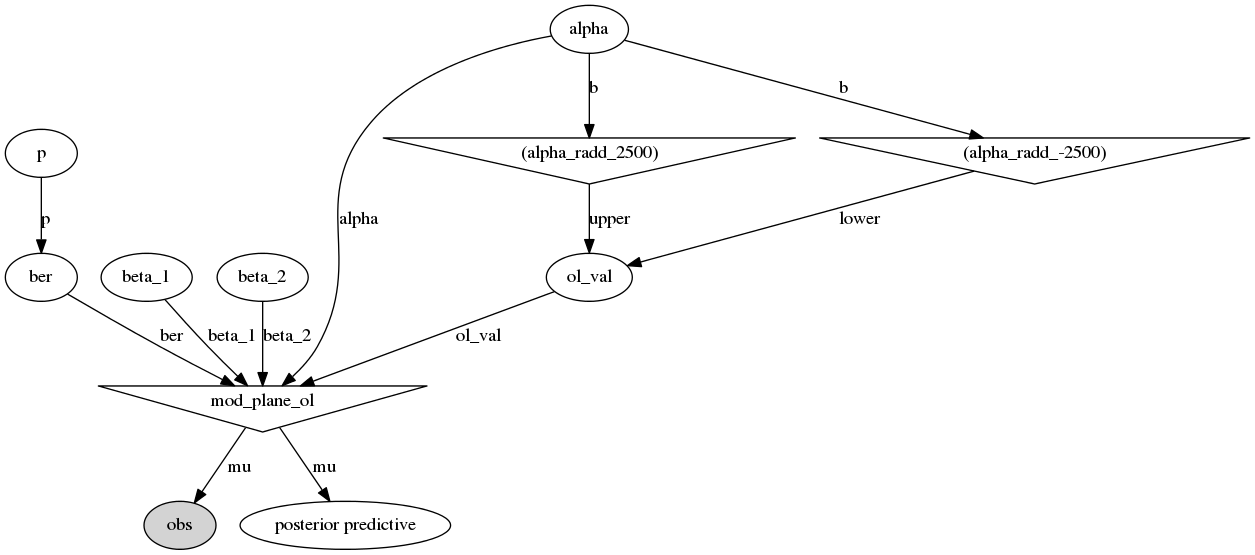 alpha
b
b
p
(alpha_radd_2500)
(alpha_radd_-2500)
p
alpha
upper
lower
ber
beta_1
beta_2
ol_val
ber
beta_1
beta_2
ol_val
mod_plane_ol
mu
mu
obs
posterior predictive